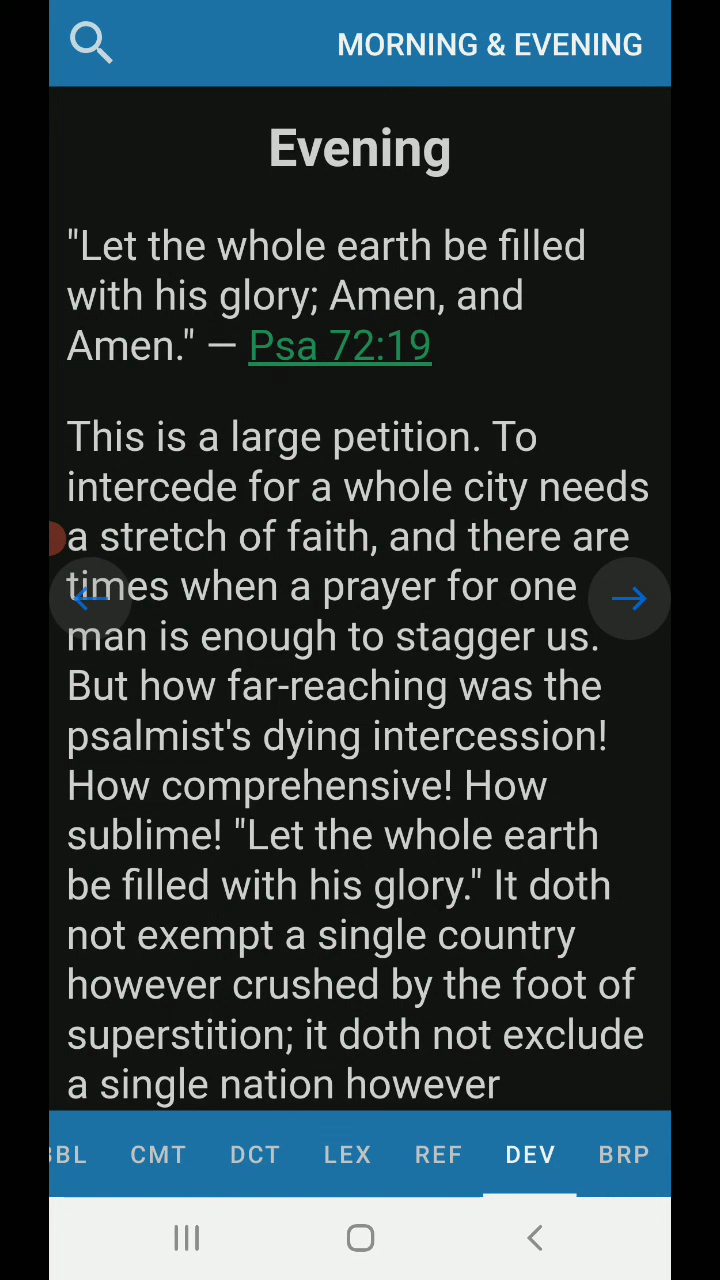 MORNING & EVENING
Evening
"Let the whole earth be filled
with his glory; Amen, and
Amen." — Psa 72:19
This is a large petition. To
intercede for a whole city needs
a stretch of faith, and there are
times when a prayer for one
man is enough to stagger us.
But how far-reaching was the
psalmist's dying intercession!
How comprehensive! How
sublime! "Let the whole earth
be filled with his glory." It doth
not exempt a single country
however crushed by the foot of
superstition; it doth not exclude
a single nation however
BL CMT DCT LEX REF DEV BRP